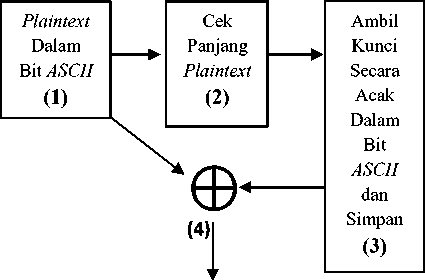 Plaintext
Dalam
Bit ASCII
(1)
Cek
Panjang
Plaintext
(2)
Ambil
Kunci
Secara
Acak
Dalam
Bit
ASCII
dan
Simpan
(3)
(4)